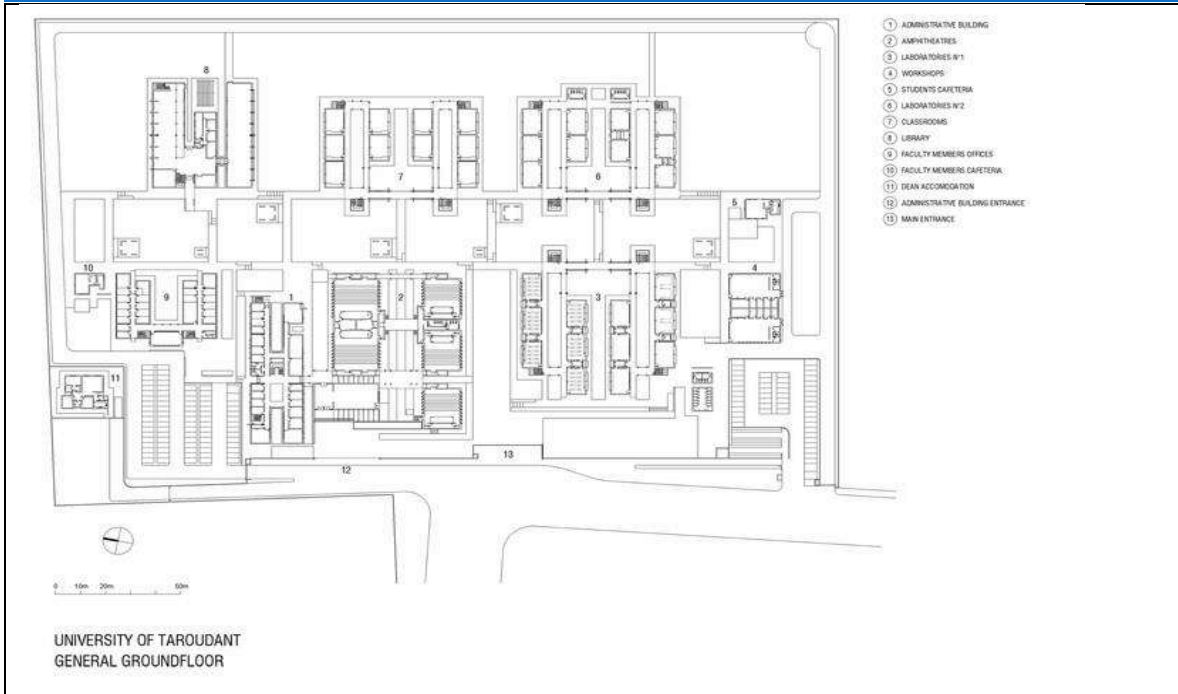 1 ADMINISTRATIVE BUILDING
2 AMPHITHEATRES
3 LABORATORIES N°1
4 WORKSHOPS
5 STUDENTS CAFETERIA
6 LABORATORIES N°2
7 CLASSROOMS
8 LIBRARY
9 FACULTY MEMBERS OFFICES
10 FACULTY MEMBERS CAFETERIA
11 DEAN ACCOMODATION
12 ADMINISTRATIVE BUILDING ENTRANCE
13 MAIN ENTRANCE
8
7
6
5
10
9
1
2
3
4
11
13
12
0 10m 20m 50m
UNIVERSITY OF TAROUDANT
GENERAL GROUNDFLOOR